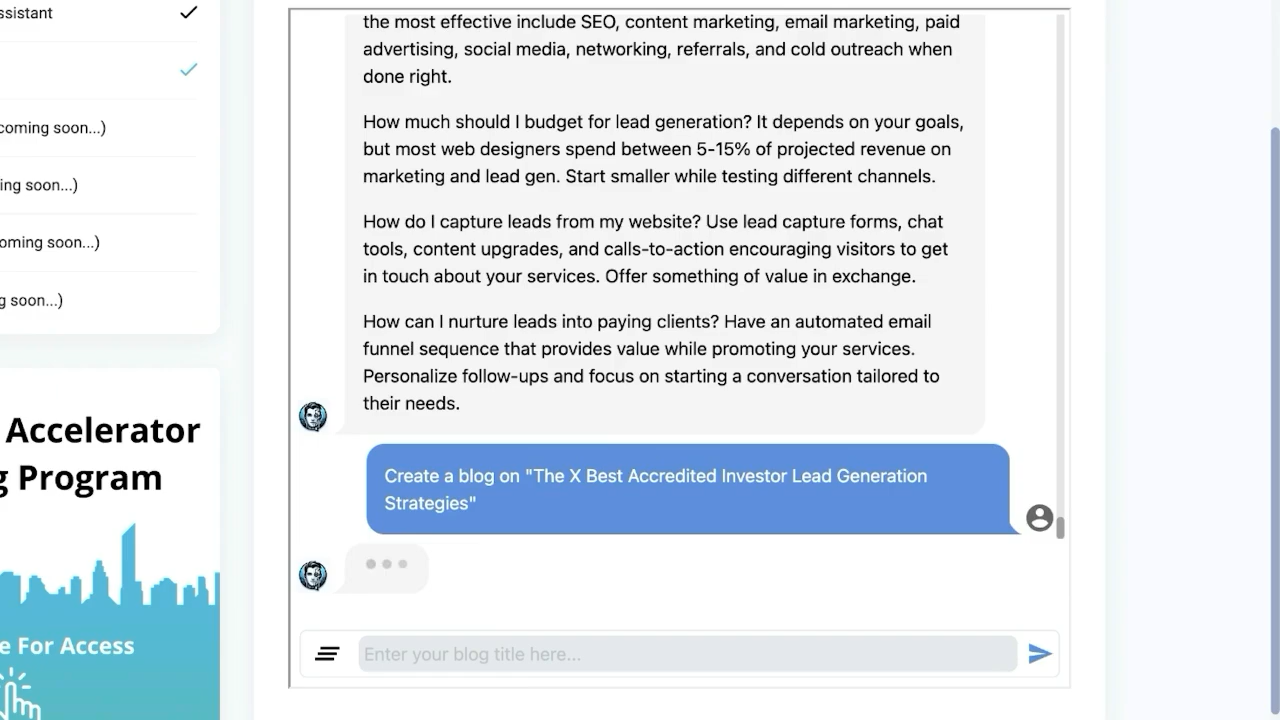 ssistant
coming soon...)
ing soon...)
oming soon...)
g soon...)
Accelerator
g Program
e For Access
the most effective include SEO, content marketing, email marketing, paid
advertising, social media, networking, referrals, and cold outreach when
done right.
How much should I budget for lead generation? It depends on your goals,
but most web designers spend between 5-15% of projected revenue on
marketing and lead gen. Start smaller while testing different channels.
How do I capture leads from my website? Use lead capture forms, chat
tools, content upgrades, and calls-to-action encouraging visitors to get
in touch about your services. Offer something of value in exchange.
How can I nurture leads into paying clients? Have an automated email
funnel sequence that provides value while promoting your services.
Personalize follow-ups and focus on starting a conversation tailored to
their needs.
Create a blog on "The X Best Accredited Investor Lead Generation
Strategies"
Enter your blog title here...